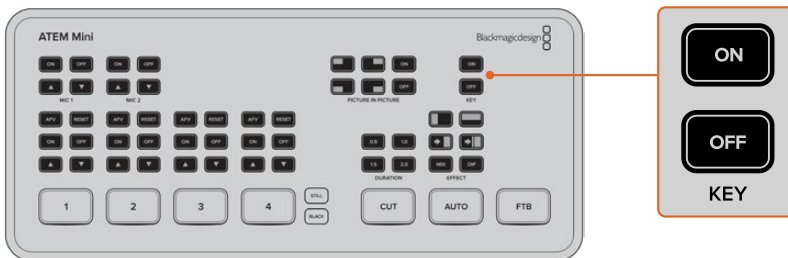 ATEM Mini
Blackmagicdesign
ON OFF ON OFF ON ON
MIC 1 MIC 2 OFF OFF
PICTURE IN PICTURE KEY
AFV RESET AFV RESET AFV RESET AFV RESET
ON OFF ON OFF ON OFF ON OFF 0.5 1.0
1.5 2.0 MIX DIP
DURATION EFFECT
1 2 3 4 STILL CUT AUTO FTB
BLACK
ON
OFF
KEY